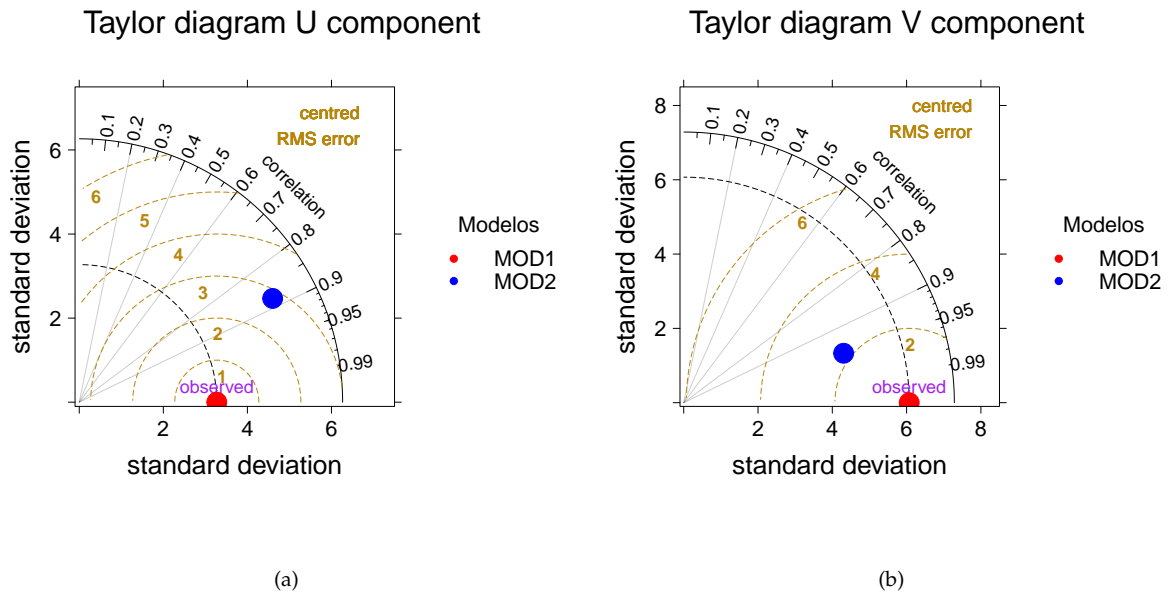 Taylor diagram U component
centred
RMS error
0.1
0.2
0.3
0.4
0.5
0.6
0.7
0.8
0.9
0.95
0.99
correlation
6
5
4
3
2
1
observed
6
4
2
standard deviation
2
4
6
standard deviation
Modelos
MOD1
MOD2
(a)
Taylor diagram V component
centred
RMS error
0.1
0.2
0.3
0.4
0.5
0.6
0.7
0.8
0.9
0.95
0.99
correlation
6
4
2
observed
8
6
4
2
standard deviation
2
4
6
8
standard deviation
Modelos
MOD1
MOD2
(b)